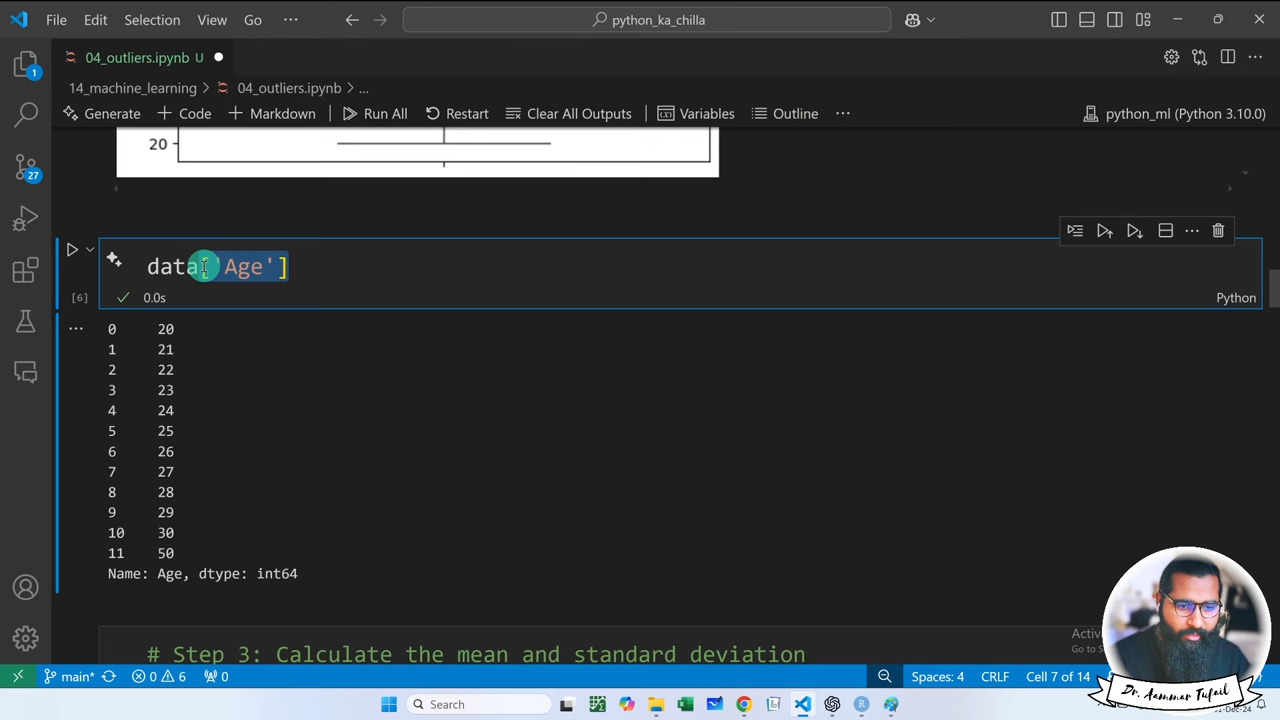 File Edit Selection View Go ··· python_ka_chilla
04_outliers.ipynb U
14_machine_learning > 04_outliers.ipynb > ...
Generate + Code + Markdown Run All Restart Clear All Outputs Variables Outline ··· python_ml (Python 3.10.0)
1
27
20
data['Age']
[6] 0.0s Python
0 20
1 21
2 22
3 23
4 24
5 25
6 26
7 27
8 28
9 29
10 30
11 50
Name: Age, dtype: int64
# Step 3: Calculate the mean and standard deviation
main* 0 6 0 Spaces: 4 CRLF Cell 7 of 14
Dr. Aammar Tufail
Search